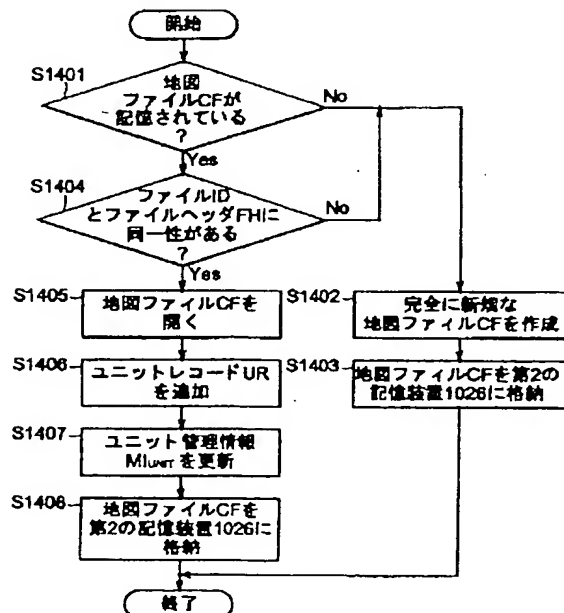 開始
S1401
地図
ファイルCFが
記憶されている
?
No
Yes
S1404
ファイルID
とファイルヘッダFHに
同一性がある
?
No
Yes
S1405
地図ファイルCFを
開く
S1402
完全に新規な
地図ファイルCFを作成
S1406
ユニットレコードUR
を追加
S1403
地図ファイルCFを第2の
記憶装置1026に格納
S1407
ユニット管理情報
MIUNITを更新
S1408
地図ファイルCFを
第2の記憶装置1026に
格納
終了